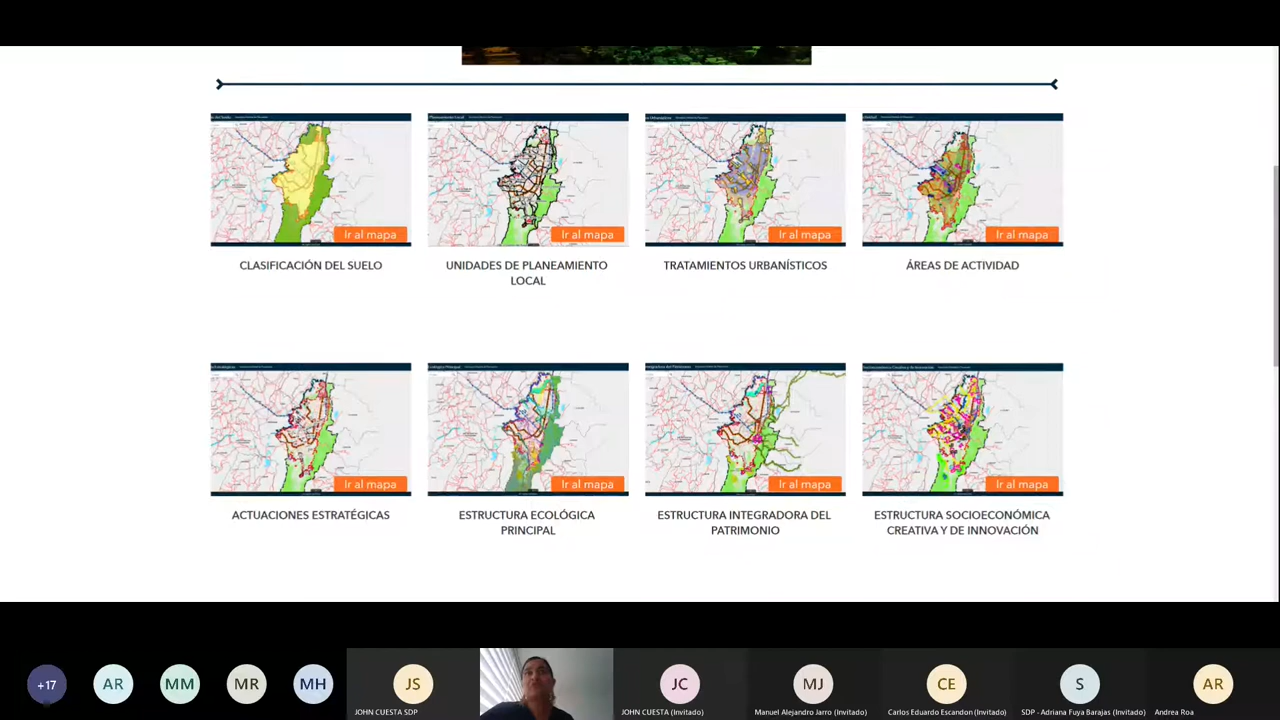 Ir al mapa
Ir al mapa
Ir al mapa
Ir al mapa
CLASIFICACIÓN DEL SUELO
UNIDADES DE PLANEAMIENTO
LOCAL
TRATAMIENTOS URBANÍSTICOS
ÁREAS DE ACTIVIDAD
Ir al mapa
Ir al mapa
Ir al mapa
Ir al mapa
ACTUACIONES ESTRATÉGICAS
ESTRUCTURA ECOLÓGICA
PRINCIPAL
ESTRUCTURA INTEGRADORA DEL
PATRIMONIO
ESTRUCTURA SOCIOECONÓMICA
CREATIVA Y DE INNOVACIÓN
+17
AR
MM
MR
MH
JS
JC
MJ
CE
S
AR
JOHN CUESTA SDP
JOHN CUESTA (Invitado)
Manuel Alejandro Jarro (Invitado)
Carlos Eduardo Escandon (Invitado)
SDP - Adriana Fuya Barajas (Invitado)
Andrea Roa